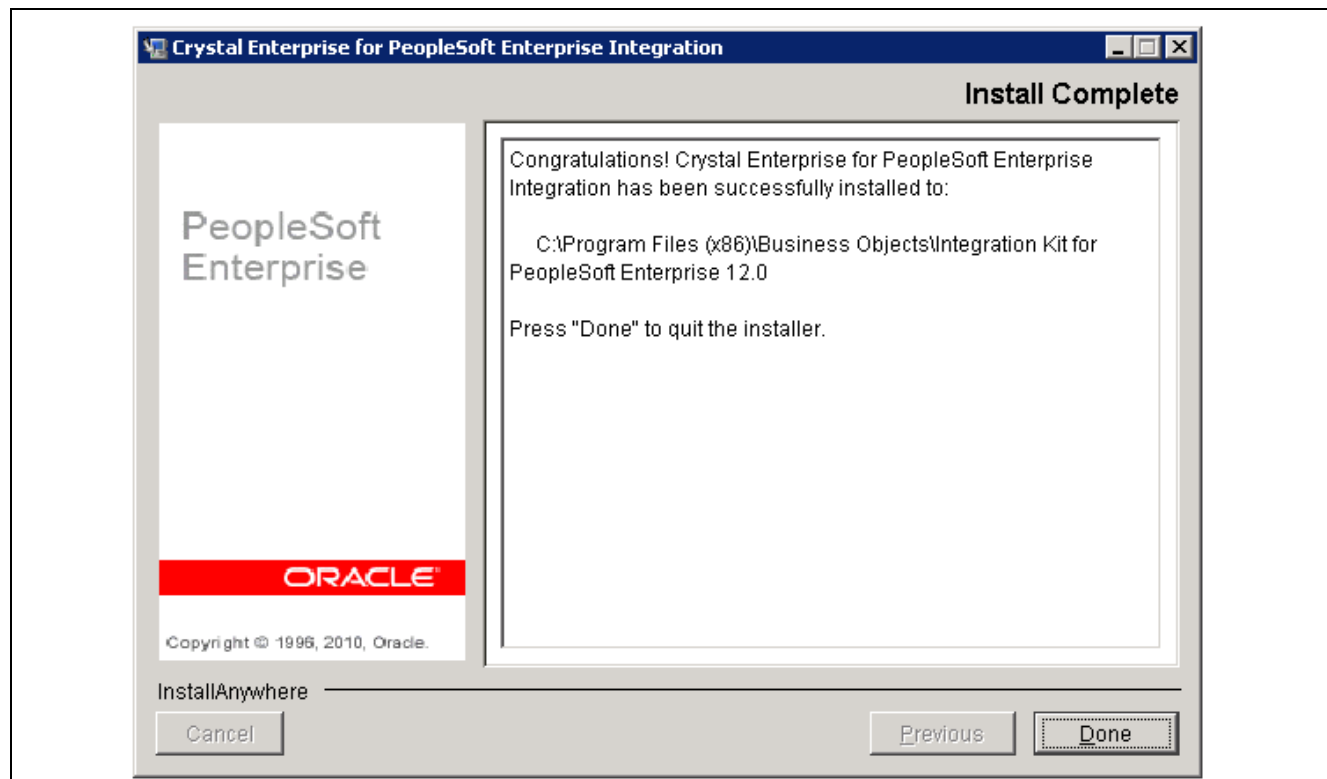 Crystal Enterprise for PeopleSoft Enterprise Integration
Install Complete
PeopleSoft
Enterprise
ORACLE
Copyright © 1996, 2010, Oracle.
Congratulations! Crystal Enterprise for PeopleSoft Enterprise
Integration has been successfully installed to:
C:\Program Files (x86)\Business Objects\Integration Kit for
PeopleSoft Enterprise 12.0
Press "Done" to quit the installer.
InstallAnywhere
Cancel
Previous
Done